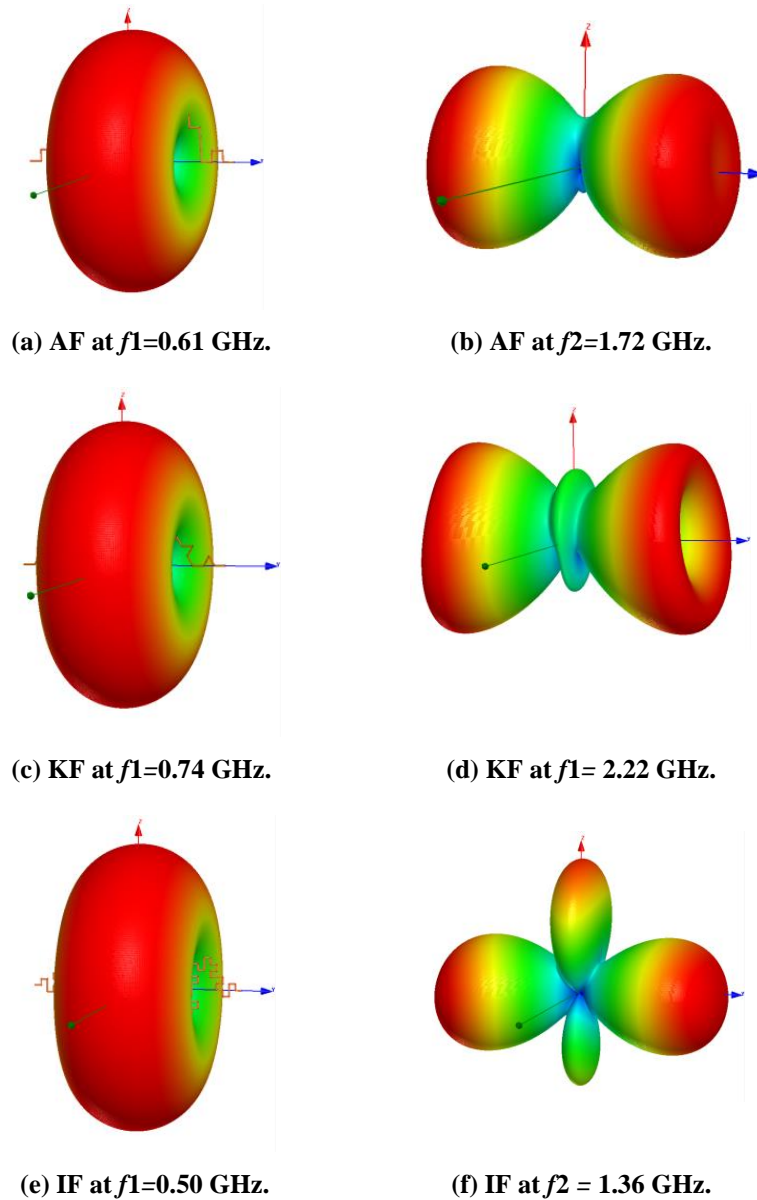 (a) AF at f1=0.61 GHz.
(b) AF at f2=1.72 GHz.
(c) KF at f1=0.74 GHz.
(d) KF at f1= 2.22 GHz.
(e) IF at f1=0.50 GHz.
(f) IF at f2 = 1.36 GHz.